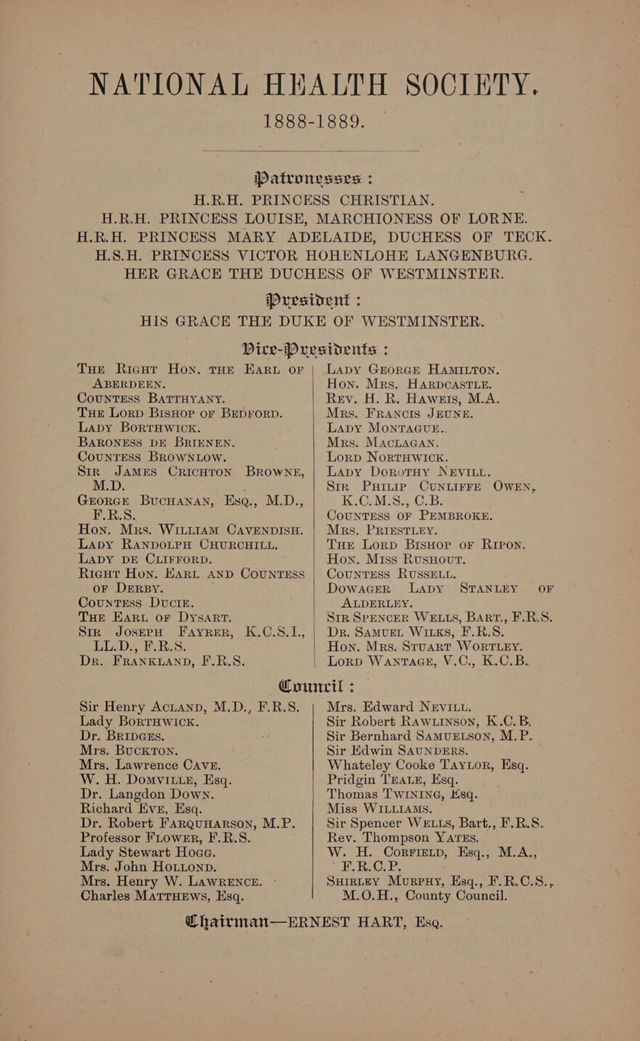 NATIONAL HEALTH SOCIETY.
1888-1889.
Patronesses :
H.R.H. PRINCESS CHRISTIAN.
H.R.H. PRINCESS LOUISE, MARCHIONESS OF LORNE.
H.R.H. PRINCESS MARY ADELAIDE, DUCHESS OF TECK.
H.S.H. PRINCESS VICTOR HOHENLOHE LANGENBURG.
HER GRACE THE DUCHESS OF WESTMINSTER.
President :
HIS GRACE THE DUKE OF WESTMINSTER.
Vice-Presidents :
THE RIGHT HON. THE EARL OF
ABERDEEN.
COUNTESS BATTHYANY.
THE LORD BISHOP OF BEDFORD.
LADY BORTHWICK.
BARONESS DE BRIENEN.
COUNTESS BROWNLOW.
SIR JAMES CRICHTON BROWNE,
M.D.
GEORGE BUCHANAN, ESQ., M.D.,
F.R.S.
HON. MRS. WILLIAM CAVENDISH.
LADY RANDOLPH CHURCHILL.
LADY DE CLIFFORD.
RIGHT HON. EARL AND COUNTESS
OF DERBY.
COUNTESS DUCIE.
THE EARL OF DYSART.
SIR JOSEPH FAYRER, K.C.S.I.,
LL.D., F.R.S.
DR. FRANKLAND, F.R.S.
LADY GEORGE HAMILTON.
HON. MRS. HARDCASTLE.
REV. H. R. HAWEIS, M.A.
MRS. FRANCIS JEUNE.
LADY MONTAGUE.
MRS. MACLAGAN.
LORD NORTHWICK.
LADY DOROTHY NEVILL.
SIR PHILIP CUNLIFFE OWEN,
K.C.M.S., C.B.
COUNTESS OF PEMBROKE.
MRS. PRIESTLEY.
THE LORD BISHOP OF RIPON.
HON. MISS RUSHOUT.
COUNTESS RUSSELL.
DOWAGER LADY STANLEY OF
ALDERLEY.
SIR SPENCER WELLS, BART., F.R.S.
DR. SAMUEL WILKS, F.R.S.
HON. MRS. STUART WORTLEY.
LORD WANTAGE, V.C., K.C.B.
Council :
Sir Henry ACLAND, M.D., F.R.S.
Lady BORTHWICK.
Dr. BRIDGES.
Mrs. BUCKTON.
Mrs. Lawrence CAVE.
W. H. DOMVILLE, Esq.
Dr. Langdon DOWN.
Richard EVE, Esq.
Dr. Robert FARQUHARSON, M.P.
Professor FLOWER, F.R.S.
Lady Stewart HOGG.
Mrs. John HOLLOND.
Mrs. Henry W. LAWRENCE.
Charles MATTHEWS, Esq.
Mrs. Edward NEVILL.
Sir Robert RAWLINSON, K.C.B.
Sir Bernhard SAMUELSON, M.P.
Sir Edwin SAUNDERS.
Whateley Cooke TAYLOR, Esq.
Pridgin TEALE, Esq.
Thomas TWINING, Esq.
Miss WILLIAMS.
Sir Spencer WELLS, Bart., F.R.S.
Rev. Thompson YATES.
W. H. CORFIELD, Esq., M.A.,
F.R.C.P.
SHIRLEY MURPHY, Esq., F.R.C.S.,
M.O.H., County Council.
Chairman—ERNEST HART, ESQ.